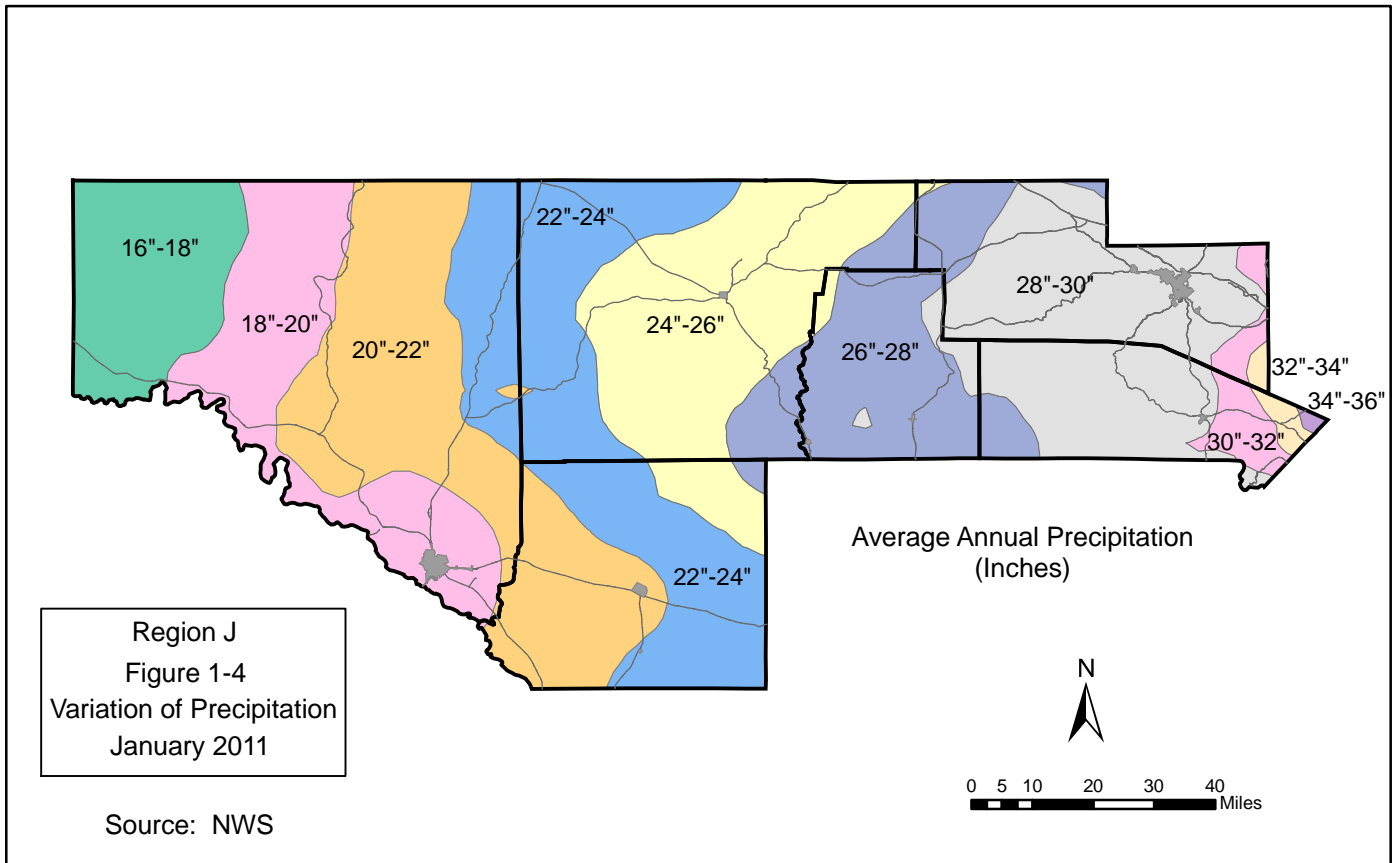 16"-18"
18"-20"
20"-22"
22"-24"
24"-26"
26"-28"
28"-30"
32"-34"
34"-36"
30"-32"
22"-24"
Average Annual Precipitation
(Inches)
Region J
Figure 1-4
Variation of Precipitation
January 2011
Source: NWS
N
0 5 10 20 30 40
Miles